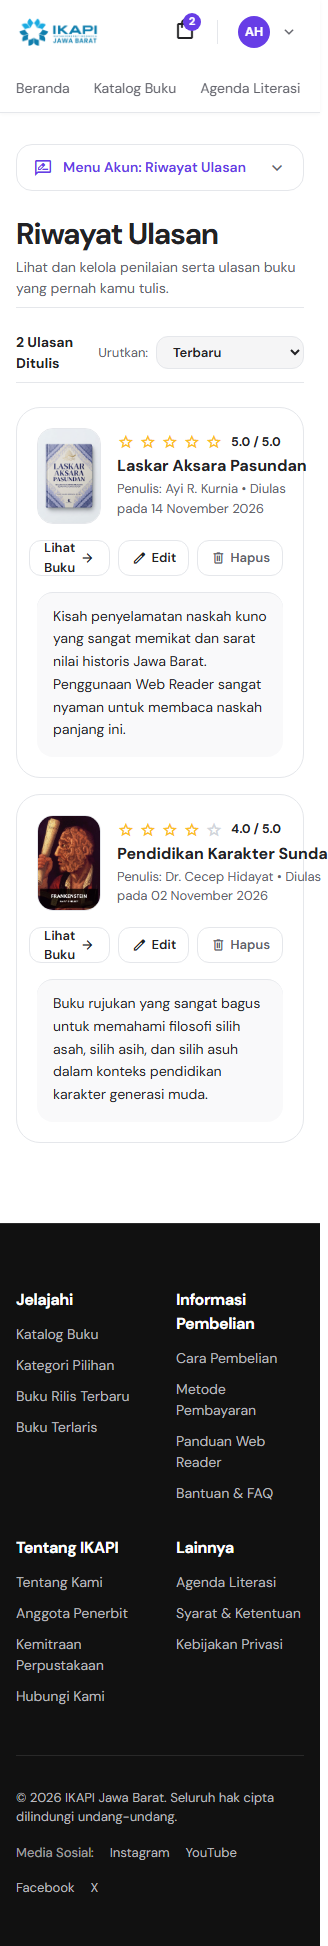 IKAPI
JAWA BARAT
2
AH
Beranda
Katalog Buku
Agenda Literasi
Menu Akun: Riwayat Ulasan
Riwayat Ulasan
Lihat dan kelola penilaian serta ulasan buku
yang pernah kamu tulis.
2 Ulasan
Ditulis
Urutkan:
Terbaru
LASKAR
AKSARA
PASUNDAN
5.0 / 5.0
Laskar Aksara Pasundan
Penulis: Ayi R. Kurnia • Diulas
pada 14 November 2026
Lihat
Buku
Edit
Hapus
Kisah penyelamatan naskah kuno
yang sangat memikat dan sarat
nilai historis Jawa Barat.
Penggunaan Web Reader sangat
nyaman untuk membaca naskah
panjang ini.
FRANKENSTEIN
4.0 / 5.0
Pendidikan Karakter Sunda
Penulis: Dr. Cecep Hidayat • Diulas
pada 02 November 2026
Lihat
Buku
Edit
Hapus
Buku rujukan yang sangat bagus
untuk memahami filosofi silih
asah, silih asih, dan silih asuh
dalam konteks pendidikan
karakter generasi muda.
Jelajahi
Katalog Buku
Kategori Pilihan
Buku Rilis Terbaru
Buku Terlaris
Informasi
Pembelian
Cara Pembelian
Metode
Pembayaran
Panduan Web
Reader
Bantuan & FAQ
Tentang IKAPI
Tentang Kami
Anggota Penerbit
Kemitraan
Perpustakaan
Hubungi Kami
Lainnya
Agenda Literasi
Syarat & Ketentuan
Kebijakan Privasi
© 2026 IKAPI Jawa Barat. Seluruh hak cipta
dilindungi undang-undang.
Media Sosial:
Instagram
YouTube
Facebook
X